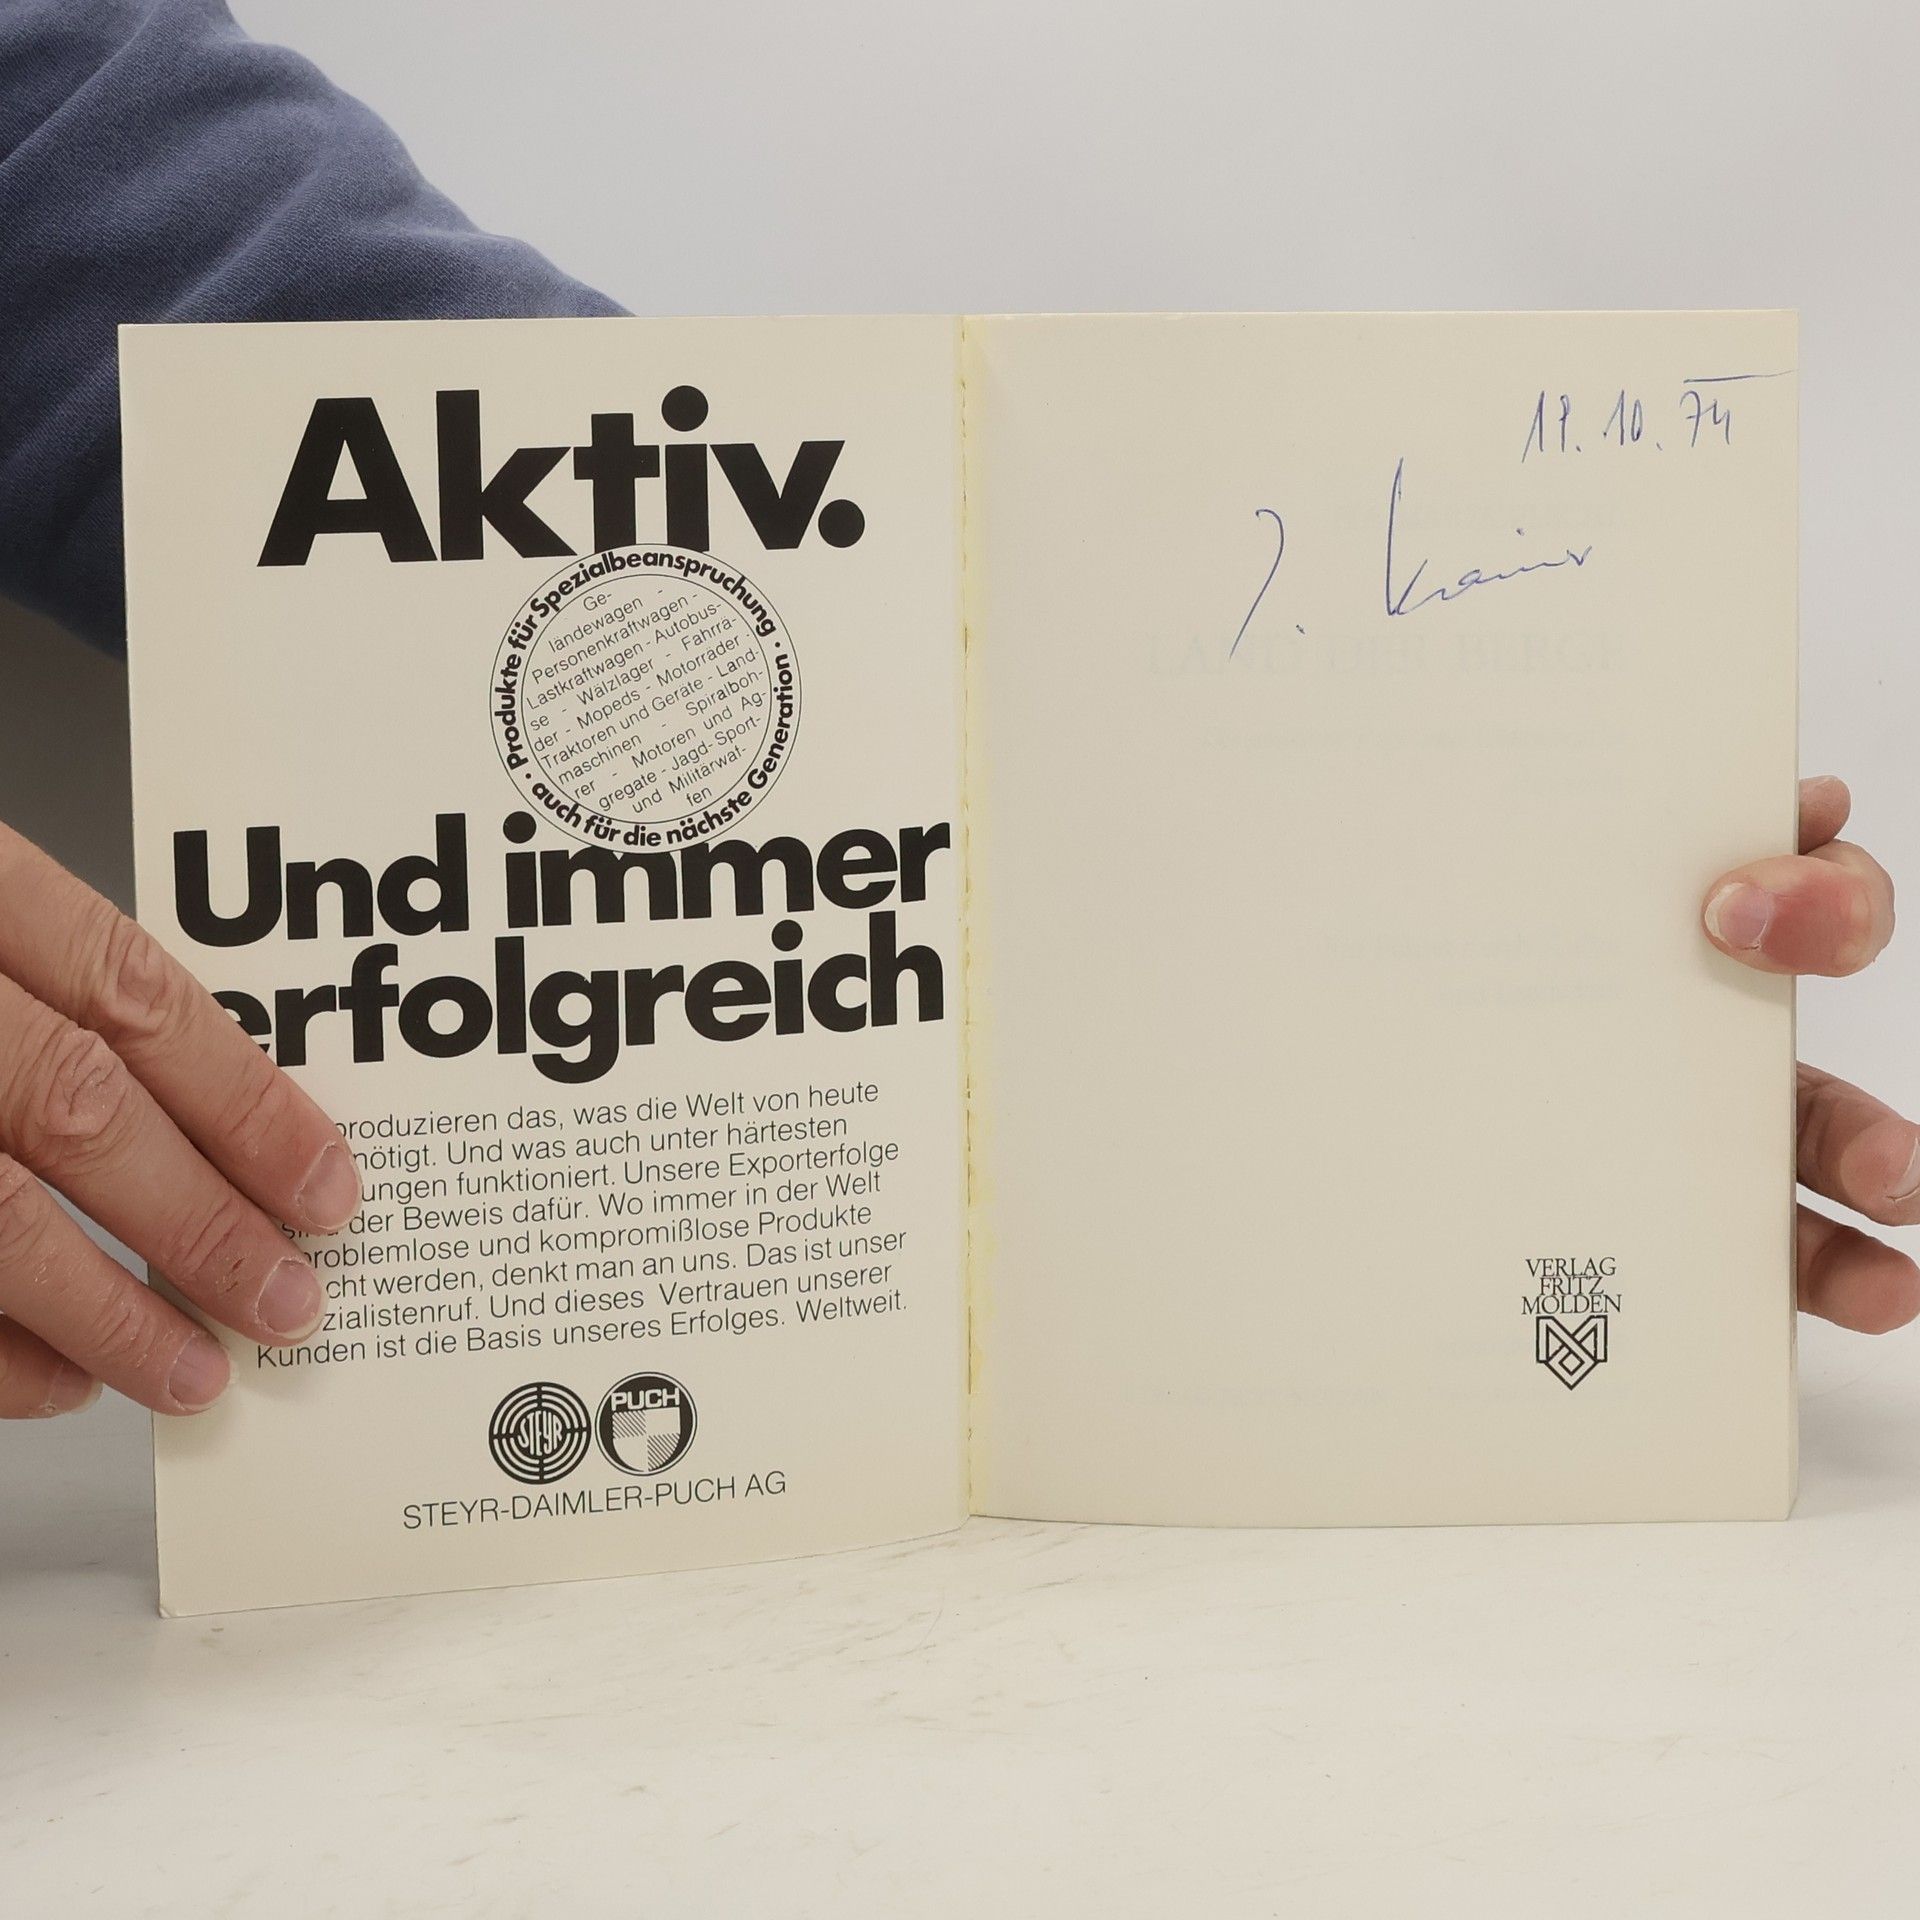 Aktiv.
Produkte für Spezialbeanspruchung · auch für die nächste Generation ·
Ge-
ländewagen -
Personenkraftwagen -
Lastkraftwagen - Autobus-
se - Wälzlager - Fahrrä-
der - Mopeds - Motorräder -
Traktoren und Geräte - Land-
maschinen - Spiralboh-
rer - Motoren und Ag-
gregate - Jagd- Sport-
und Militärwaf-
fen
Und immer
erfolgreich
produzieren das, was die Welt von heute
nötigt. Und was auch unter härtesten
ungen funktioniert. Unsere Exporterfolge
der Beweis dafür. Wo immer in der Welt
problemlose und kompromißlose Produkte
cht werden, denkt man an uns. Das ist unser
zialistenruf. Und dieses Vertrauen unserer
Kunden ist die Basis unseres Erfolges. Weltweit.
STEYR
PUCH
STEYR-DAIMLER-PUCH AG
10. 74
VERLAG
FRITZ
MOLDEN